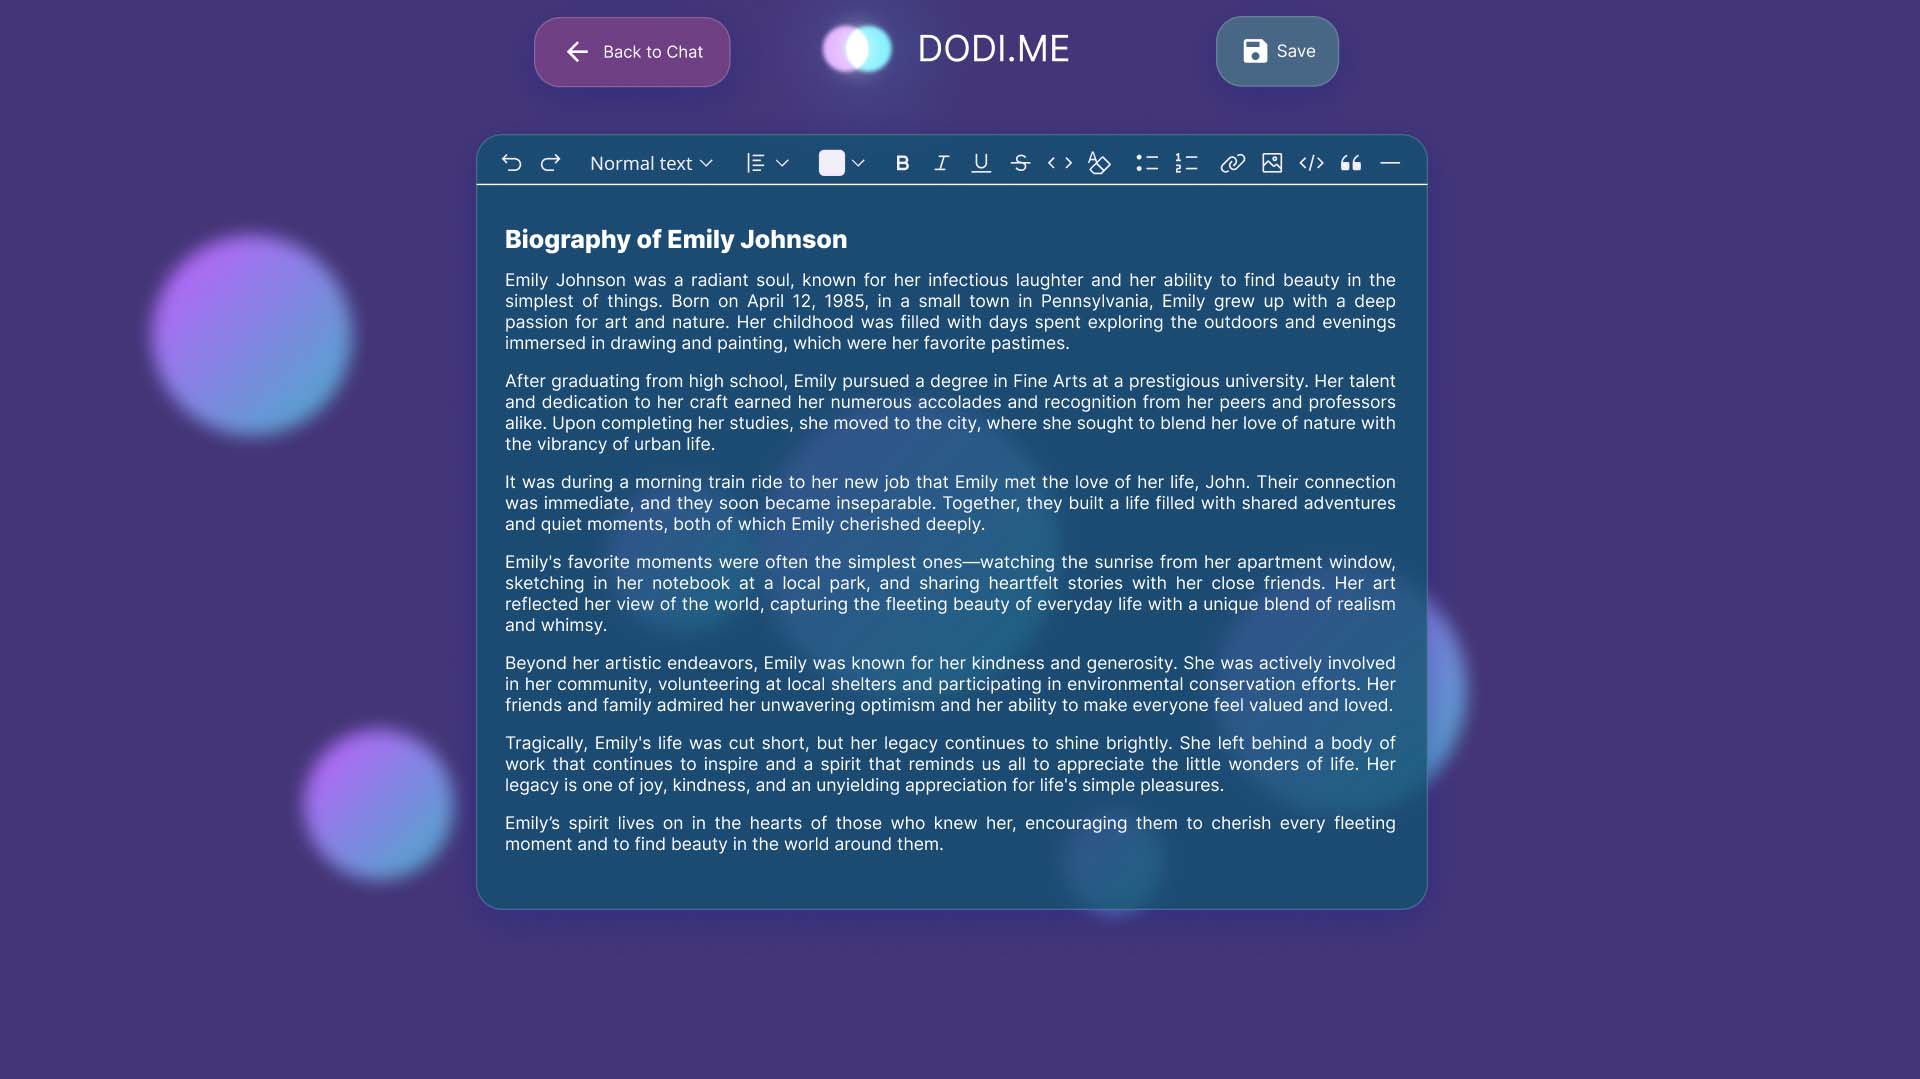 Back to Chat
DODI.ME
Save
Normal text
Biography of Emily Johnson
Emily Johnson was a radiant soul, known for her infectious laughter and her ability to find beauty in the
simplest of things. Born on April 12, 1985, in a small town in Pennsylvania, Emily grew up with a deep
passion for art and nature. Her childhood was filled with days spent exploring the outdoors and evenings
immersed in drawing and painting, which were her favorite pastimes.
After graduating from high school, Emily pursued a degree in Fine Arts at a prestigious university. Her talent
and dedication to her craft earned her numerous accolades and recognition from her peers and professors
alike. Upon completing her studies, she moved to the city, where she sought to blend her love of nature with
the vibrancy of urban life.
It was during a morning train ride to her new job that Emily met the love of her life, John. Their connection
was immediate, and they soon became inseparable. Together, they built a life filled with shared adventures
and quiet moments, both of which Emily cherished deeply.
Emily's favorite moments were often the simplest ones—watching the sunrise from her apartment window,
sketching in her notebook at a local park, and sharing heartfelt stories with her close friends. Her art
reflected her view of the world, capturing the fleeting beauty of everyday life with a unique blend of realism
and whimsy.
Beyond her artistic endeavors, Emily was known for her kindness and generosity. She was actively involved
in her community, volunteering at local shelters and participating in environmental conservation efforts. Her
friends and family admired her unwavering optimism and her ability to make everyone feel valued and loved.
Tragically, Emily's life was cut short, but her legacy continues to shine brightly. She left behind a body of
work that continues to inspire and a spirit that reminds us all to appreciate the little wonders of life. Her
legacy is one of joy, kindness, and an unyielding appreciation for life's simple pleasures.
Emily’s spirit lives on in the hearts of those who knew her, encouraging them to cherish every fleeting
moment and to find beauty in the world around them.